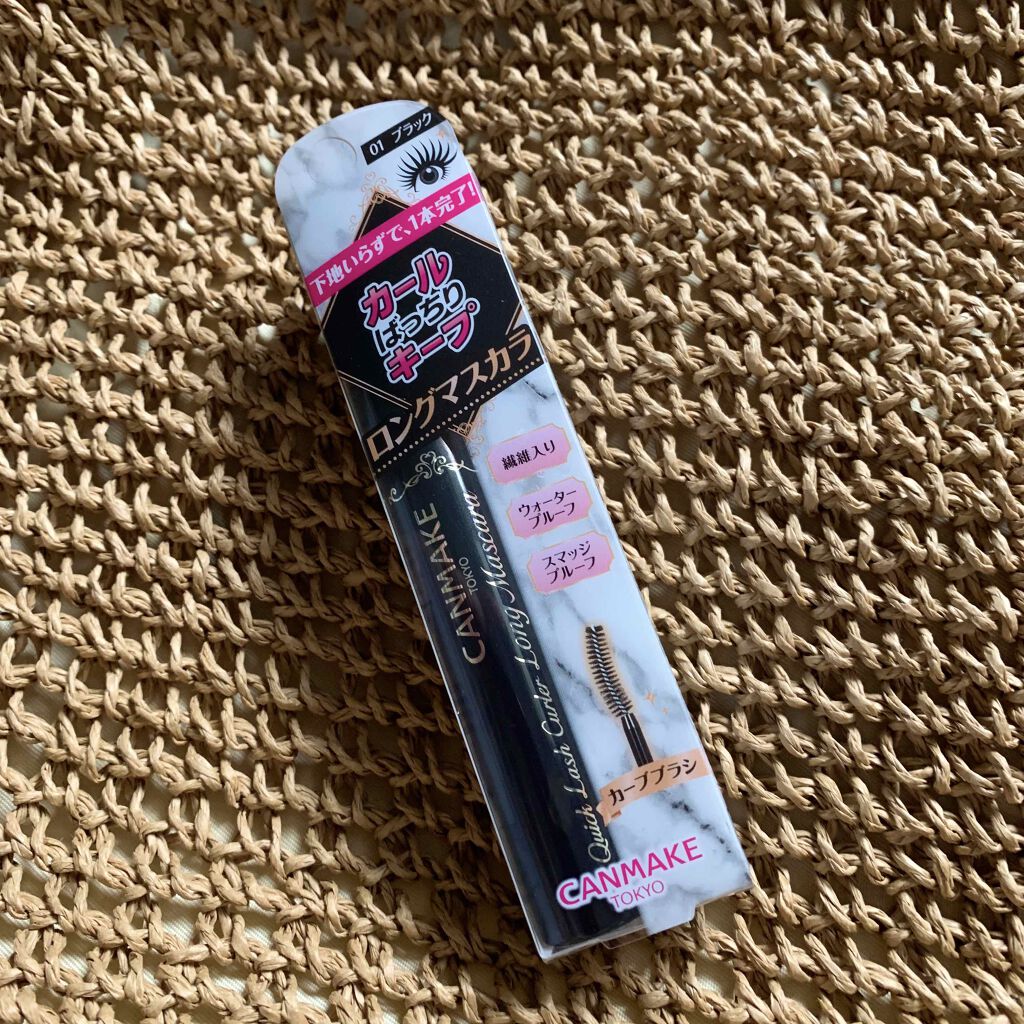 01 ブラック
下地いらずで、1本完了!
カール
ぱっちり
キープ
ロングマスカラ
繊維入り
ウォーター
プルーフ
スマッジ
プルーフ
CANMAKE
TOKYO
Quick Lash Curler Long Mascara
カーブブラシ
CANMAKE
TOKYO